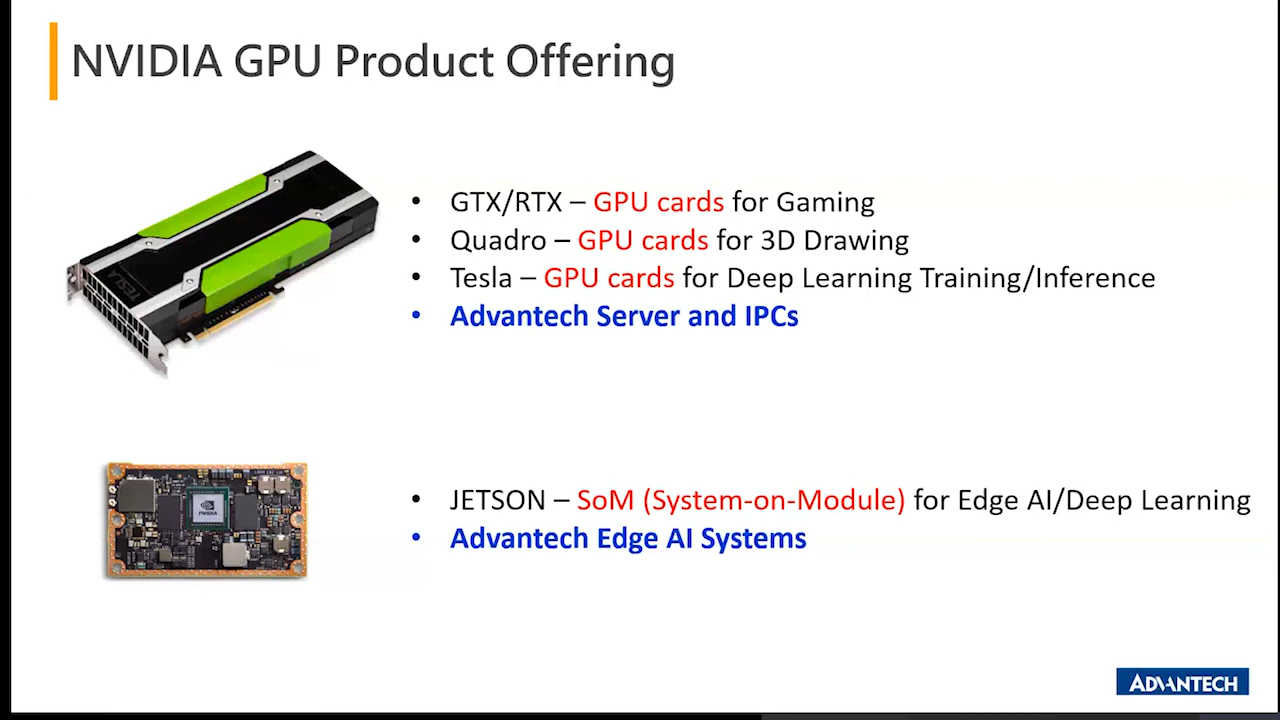 NVIDIA GPU Product Offering
• GTX/RTX – GPU cards for Gaming
• Quadro – GPU cards for 3D Drawing
• Tesla – GPU cards for Deep Learning Training/Inference
• Advantech Server and IPCs
TESLA
• JETSON – SoM (System-on-Module) for Edge AI/Deep Learning
• Advantech Edge AI Systems
NVIDIA
ADVANTECH